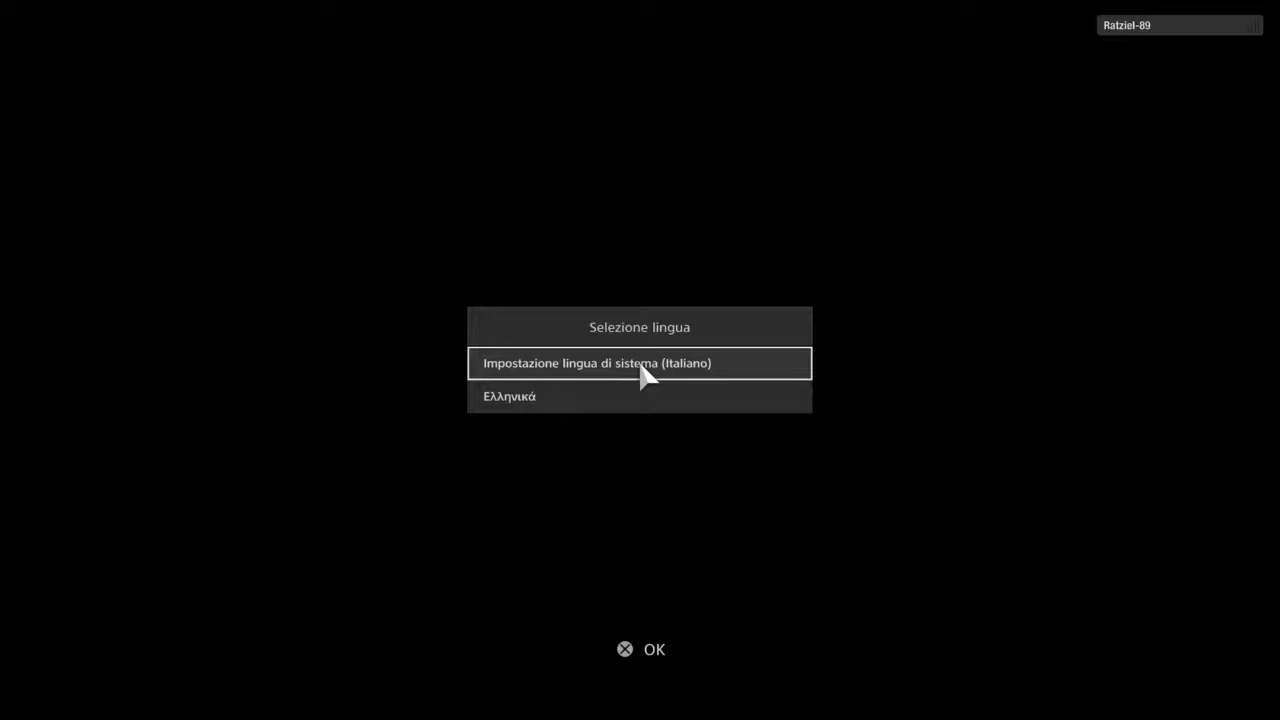 Ratziel-89
Selezione lingua
Impostazione lingua di sistema (Italiano)
Ελληνικά
OK